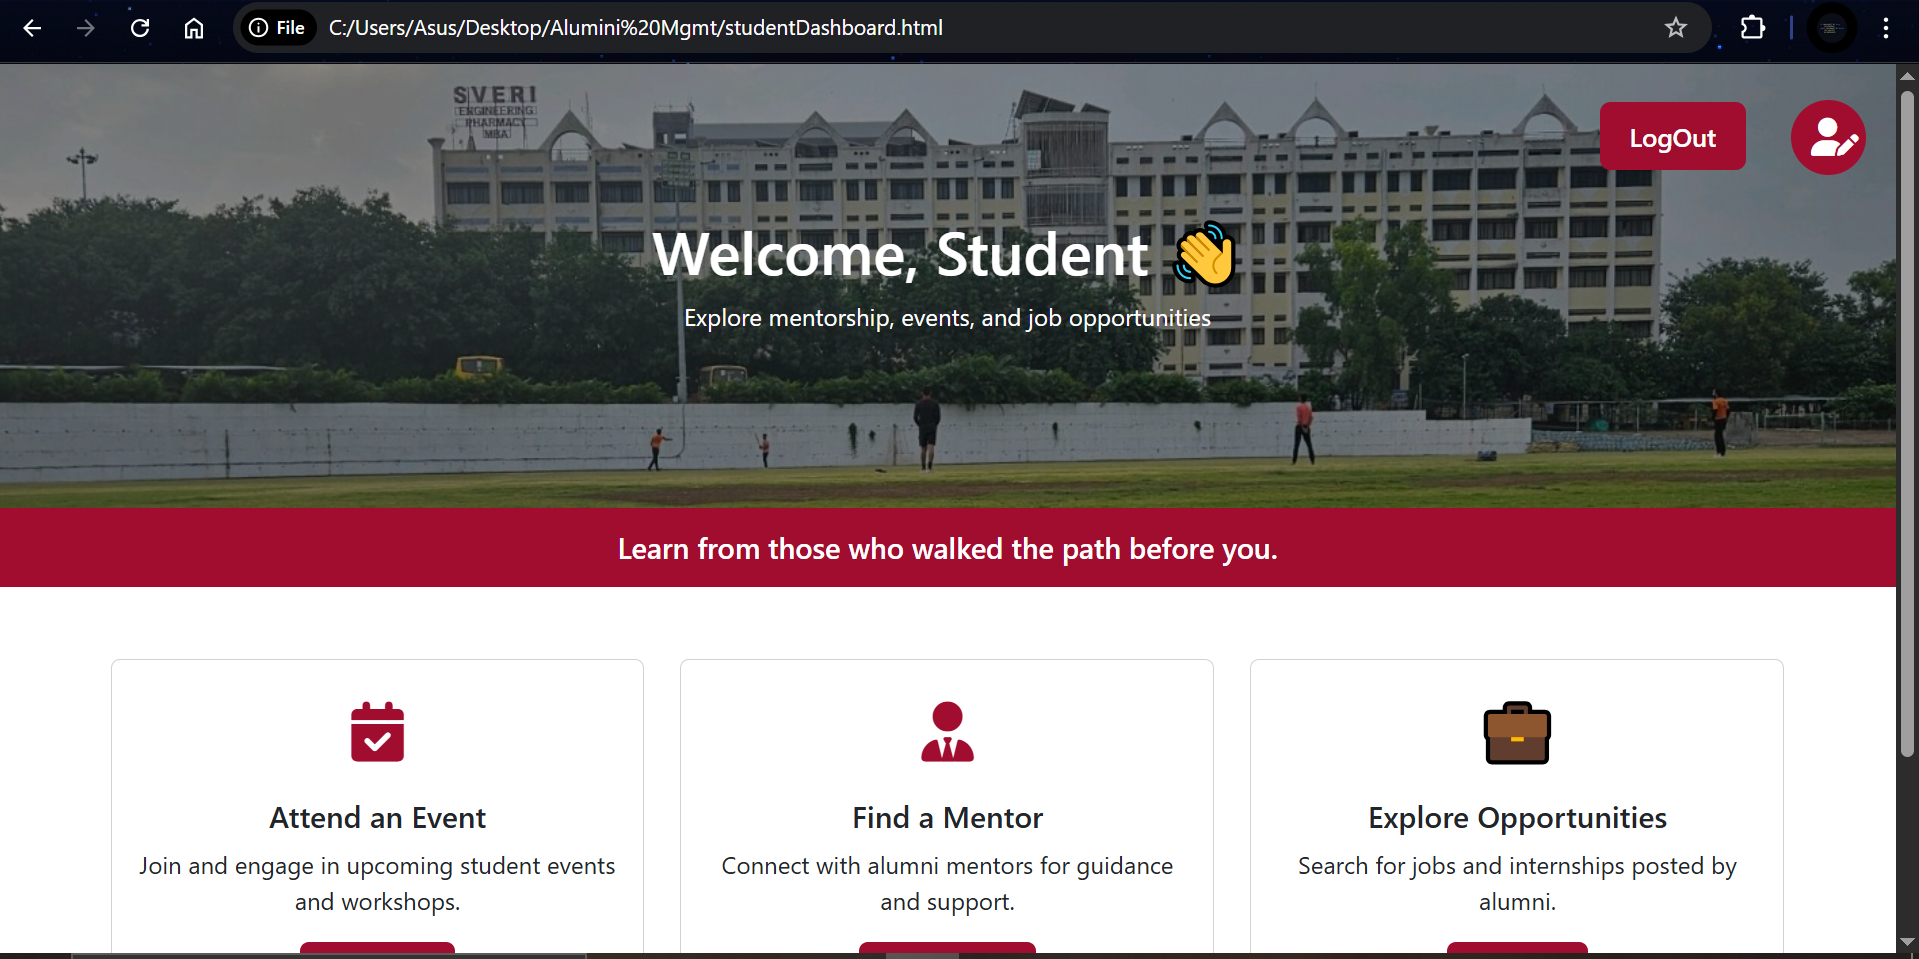 File
C:/Users/Asus/Desktop/Alumini%20Mgmt/studentDashboard.html
SVERI
ENGINEERING
PHARMACY
MBA
LogOut
Welcome, Student 👋
Explore mentorship, events, and job opportunities
Learn from those who walked the path before you.
Attend an Event
Join and engage in upcoming student events
and workshops.
Find a Mentor
Connect with alumni mentors for guidance
and support.
Explore Opportunities
Search for jobs and internships posted by
alumni.